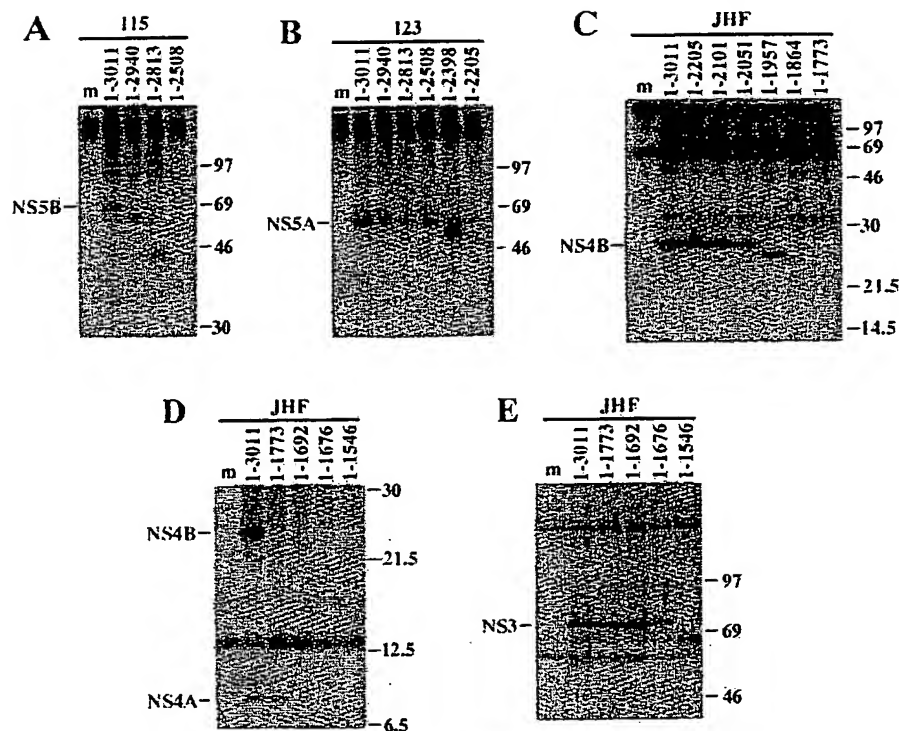 A
115
m 1-3011 1-2940 1-2813 1-2508
NS5B
97
69
46
30
B
123
m 1-3011 1-2940 1-2813 1-2508 1-2398 1-2205
NS5A
97
69
46
C
JHF
m 1-3011 1-2205 1-2101 1-2051 1-1957 1-1864 1-1773
NS4B
97
69
46
30
21.5
14.5
D
JHF
m 1-3011 1-1773 1-1692 1-1676 1-1546
NS4B
NS4A
30
21.5
12.5
6.5
E
JHF
m 1-3011 1-1773 1-1692 1-1676 1-1546
NS3
97
69
46